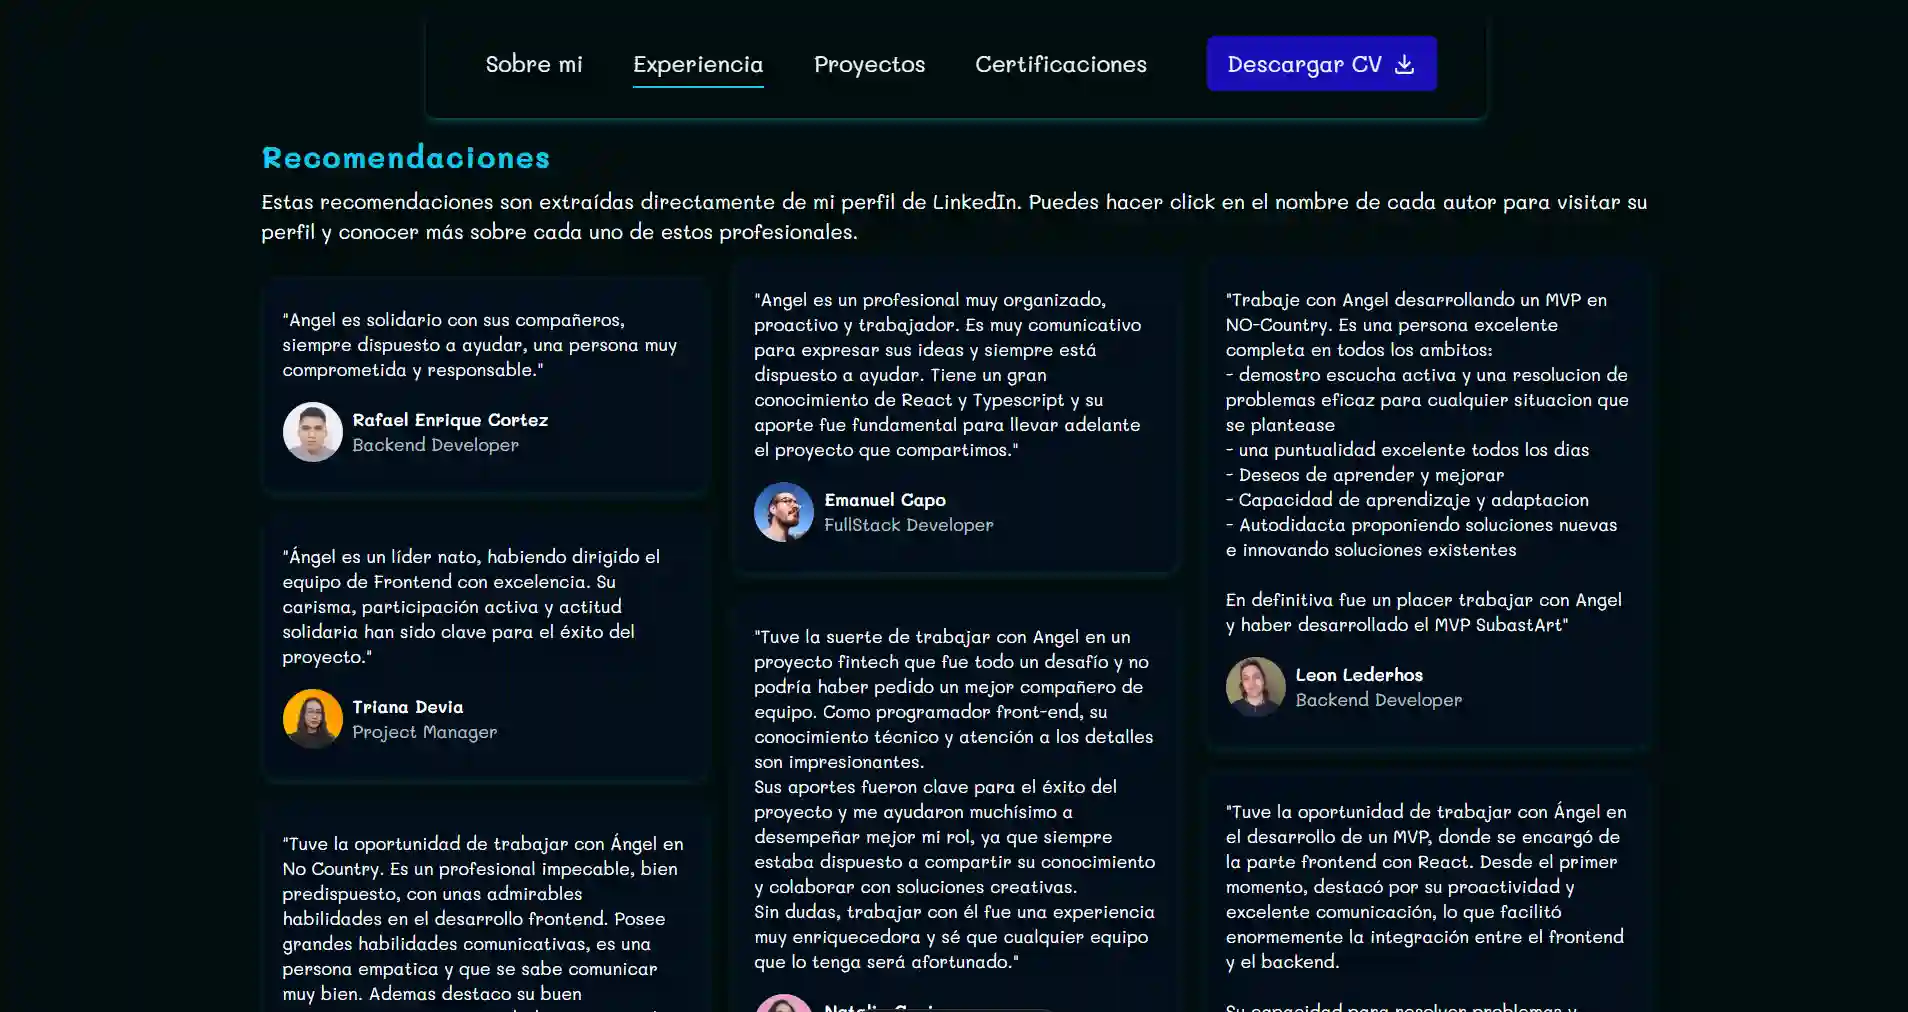 Sobre mi
Experiencia
Proyectos
Certificaciones
Descargar CV
Recomendaciones
Estas recomendaciones son extraídas directamente de mi perfil de LinkedIn. Puedes hacer click en el nombre de cada autor para visitar su
perfil y conocer más sobre cada uno de estos profesionales.
"Angel es solidario con sus compañeros,
siempre dispuesto a ayudar, una persona muy
comprometida y responsable."
Rafael Enrique Cortez
Backend Developer
"Ángel es un líder nato, habiendo dirigido el
equipo de Frontend con excelencia. Su
carisma, participación activa y actitud
solidaria han sido clave para el éxito del
proyecto."
Triana Devia
Project Manager
"Tuve la oportunidad de trabajar con Ángel en
No Country. Es un profesional impecable, bien
predispuesto, con unas admirables
habilidades en el desarrollo frontend. Posee
grandes habilidades comunicativas, es una
persona empatica y que se sabe comunicar
muy bien. Ademas destaco su buen
"Angel es un profesional muy organizado,
proactivo y trabajador. Es muy comunicativo
para expresar sus ideas y siempre está
dispuesto a ayudar. Tiene un gran
conocimiento de React y Typescript y su
aporte fue fundamental para llevar adelante
el proyecto que compartimos."
Emanuel Capo
FullStack Developer
"Tuve la suerte de trabajar con Angel en un
proyecto fintech que fue todo un desafío y no
podría haber pedido un mejor compañero de
equipo. Como programador front-end, su
conocimiento técnico y atención a los detalles
son impresionantes.
Sus aportes fueron clave para el éxito del
proyecto y me ayudaron muchísimo a
desempeñar mejor mi rol, ya que siempre
estaba dispuesto a compartir su conocimiento
y colaborar con soluciones creativas.
Sin dudas, trabajar con él fue una experiencia
muy enriquecedora y sé que cualquier equipo
que lo tenga será afortunado."
"Trabaje con Angel desarrollando un MVP en
NO-Country. Es una persona excelente
completa en todos los ambitos:
- demostro escucha activa y una resolucion de
problemas eficaz para cualquier situacion que
se plantease
- una puntualidad excelente todos los dias
- Deseos de aprender y mejorar
- Capacidad de aprendizaje y adaptacion
- Autodidacta proponiendo soluciones nuevas
e innovando soluciones existentes
En definitiva fue un placer trabajar con Angel
y haber desarrollado el MVP SubastArt"
Leon Lederhos
Backend Developer
"Tuve la oportunidad de trabajar con Ángel en
el desarrollo de un MVP, donde se encargó de
la parte frontend con React. Desde el primer
momento, destacó por su proactividad y
excelente comunicación, lo que facilitó
enormemente la integración entre el frontend
y el backend.
Su capacidad para resolver problemas y